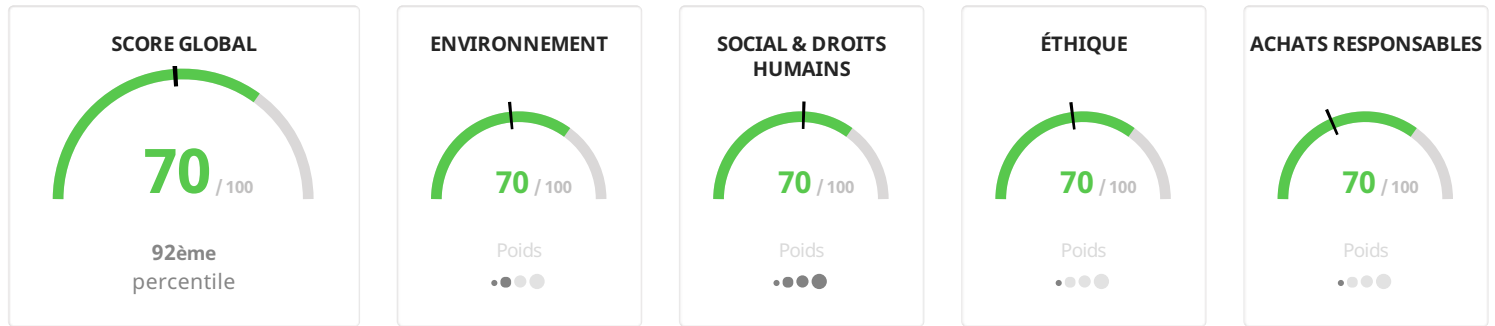 SCORE GLOBAL
70 / 100
92ème
percentile
ENVIRONNEMENT
70 / 100
Poids
SOCIAL & DROITS
HUMAINS
70 / 100
Poids
ÉTHIQUE
70 / 100
Poids
ACHATS RESPONSABLES
70 / 100
Poids